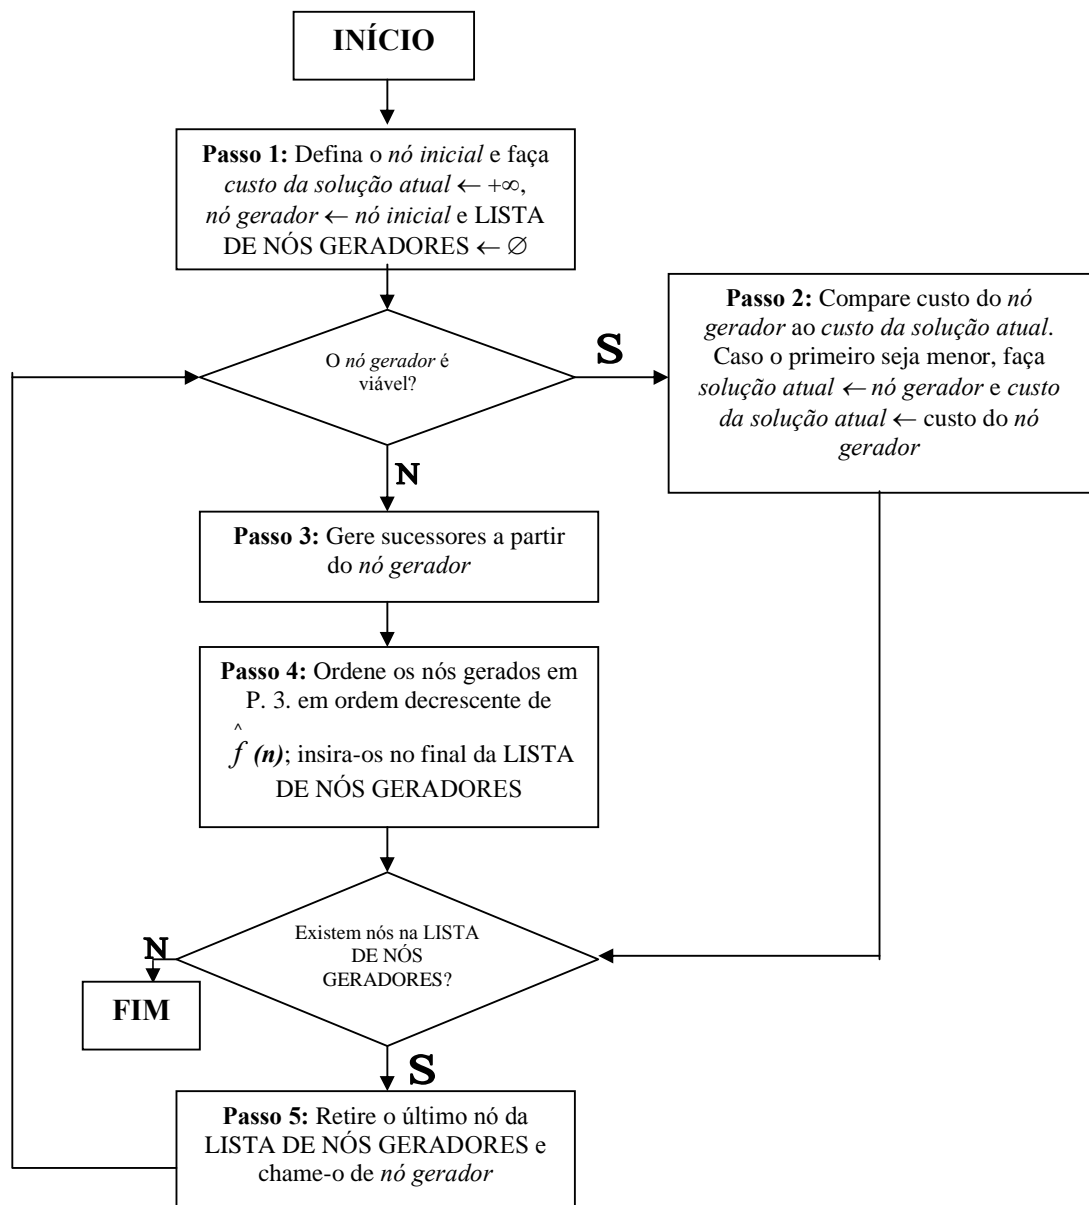 INÍCIO
Passo 1: Defina o nó inicial e faça
custo da solução atual ← +∞,
nó gerador ← nó inicial e LISTA
DE NÓS GERADORES ← ∅
O nó gerador é
viável?
S
Passo 2: Compare custo do nó
gerador ao custo da solução atual.
Caso o primeiro seja menor, faça
solução atual ← nó gerador e custo
da solução atual ← custo do nó
gerador
N
Passo 3: Gere sucessores a partir
do nó gerador
Passo 4: Ordene os nós gerados em
P. 3. em ordem decrescente de
f̂ (n); insira-os no final da LISTA
DE NÓS GERADORES
Existem nós na LISTA
DE NÓS
GERADORES?
N
FIM
S
Passo 5: Retire o último nó da
LISTA DE NÓS GERADORES e
chame-o de nó gerador